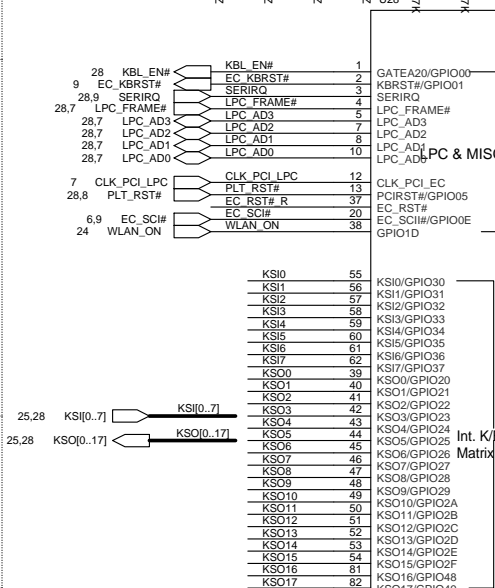 U28
28 KBL_EN# KBL_EN# 1 GATEA20/GPIO00
9 EC_KBRST# EC_KBRST# 2 KBRST#/GPIO01
28,9 SERIRQ SERIRQ 3 SERIRQ
28,7 LPC_FRAME# LPC_FRAME# 4 LPC_FRAME#
28,7 LPC_AD3 LPC_AD3 5 LPC_AD3
28,7 LPC_AD2 LPC_AD2 7 LPC_AD2
28,7 LPC_AD1 LPC_AD1 8 LPC_AD1
28,7 LPC_AD0 LPC_AD0 10 LPC_AD0 LPC & MISC
7 CLK_PCI_LPC CLK_PCI_LPC 12 CLK_PCI_EC
28,8 PLT_RST# PLT_RST# 13 PCIRST#/GPIO05
EC_RST#_R 37 EC_RST#
6,9 EC_SCI# EC_SCI# 20 EC_SCII#/GPIO0E
24 WLAN_ON WLAN_ON 38 GPIO1D
KSI0 55 KSI0/GPIO30
KSI1 56 KSI1/GPIO31
KSI2 57 KSI2/GPIO32
KSI3 58 KSI3/GPIO33
KSI4 59 KSI4/GPIO34
KSI5 60 KSI5/GPIO35
KSI6 61 KSI6/GPIO36
KSI7 62 KSI7/GPIO37
KSO0 39 KSO0/GPIO20
KSO1 40 KSO1/GPIO21
KSO2 41 KSO2/GPIO22
25,28 KSI[0..7] KSI[0..7] KSO3 42 KSO3/GPIO23
KSO4 43 KSO4/GPIO24
25,28 KSO[0..17] KSO[0..17] KSO5 44 KSO5/GPIO25 Int. K/
KSO6 45 KSO6/GPIO26 Matrix
KSO7 46 KSO7/GPIO27
KSO8 47 KSO8/GPIO28
KSO9 48 KSO9/GPIO29
KSO10 49 KSO10/GPIO2A
KSO11 50 KSO11/GPIO2B
KSO12 51 KSO12/GPIO2C
KSO13 52 KSO13/GPIO2D
KSO14 53 KSO14/GPIO2E
KSO15 54 KSO15/GPIO2F
KSO16 81 KSO16/GPIO48
KSO17 82